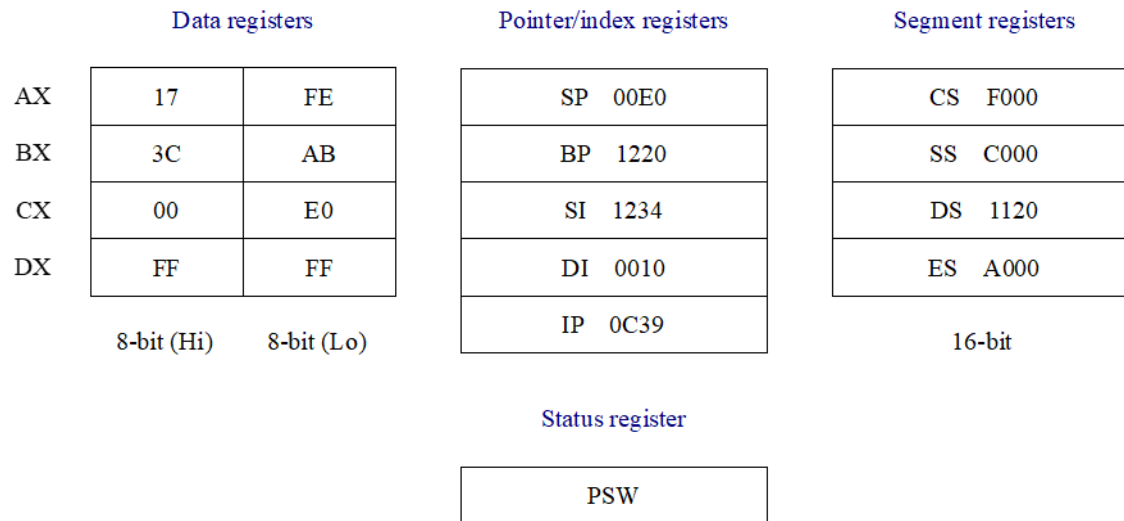 Data registers Pointer/index registers Segment registers
AX 17 FE SP 00E0 CS F000
BX 3C AB BP 1220 SS C000
CX 00 E0 SI 1234 DS 1120
DX FF FF DI 0010 ES A000
IP 0C39
8-bit (Hi) 8-bit (Lo) 16-bit
Status register
PSW